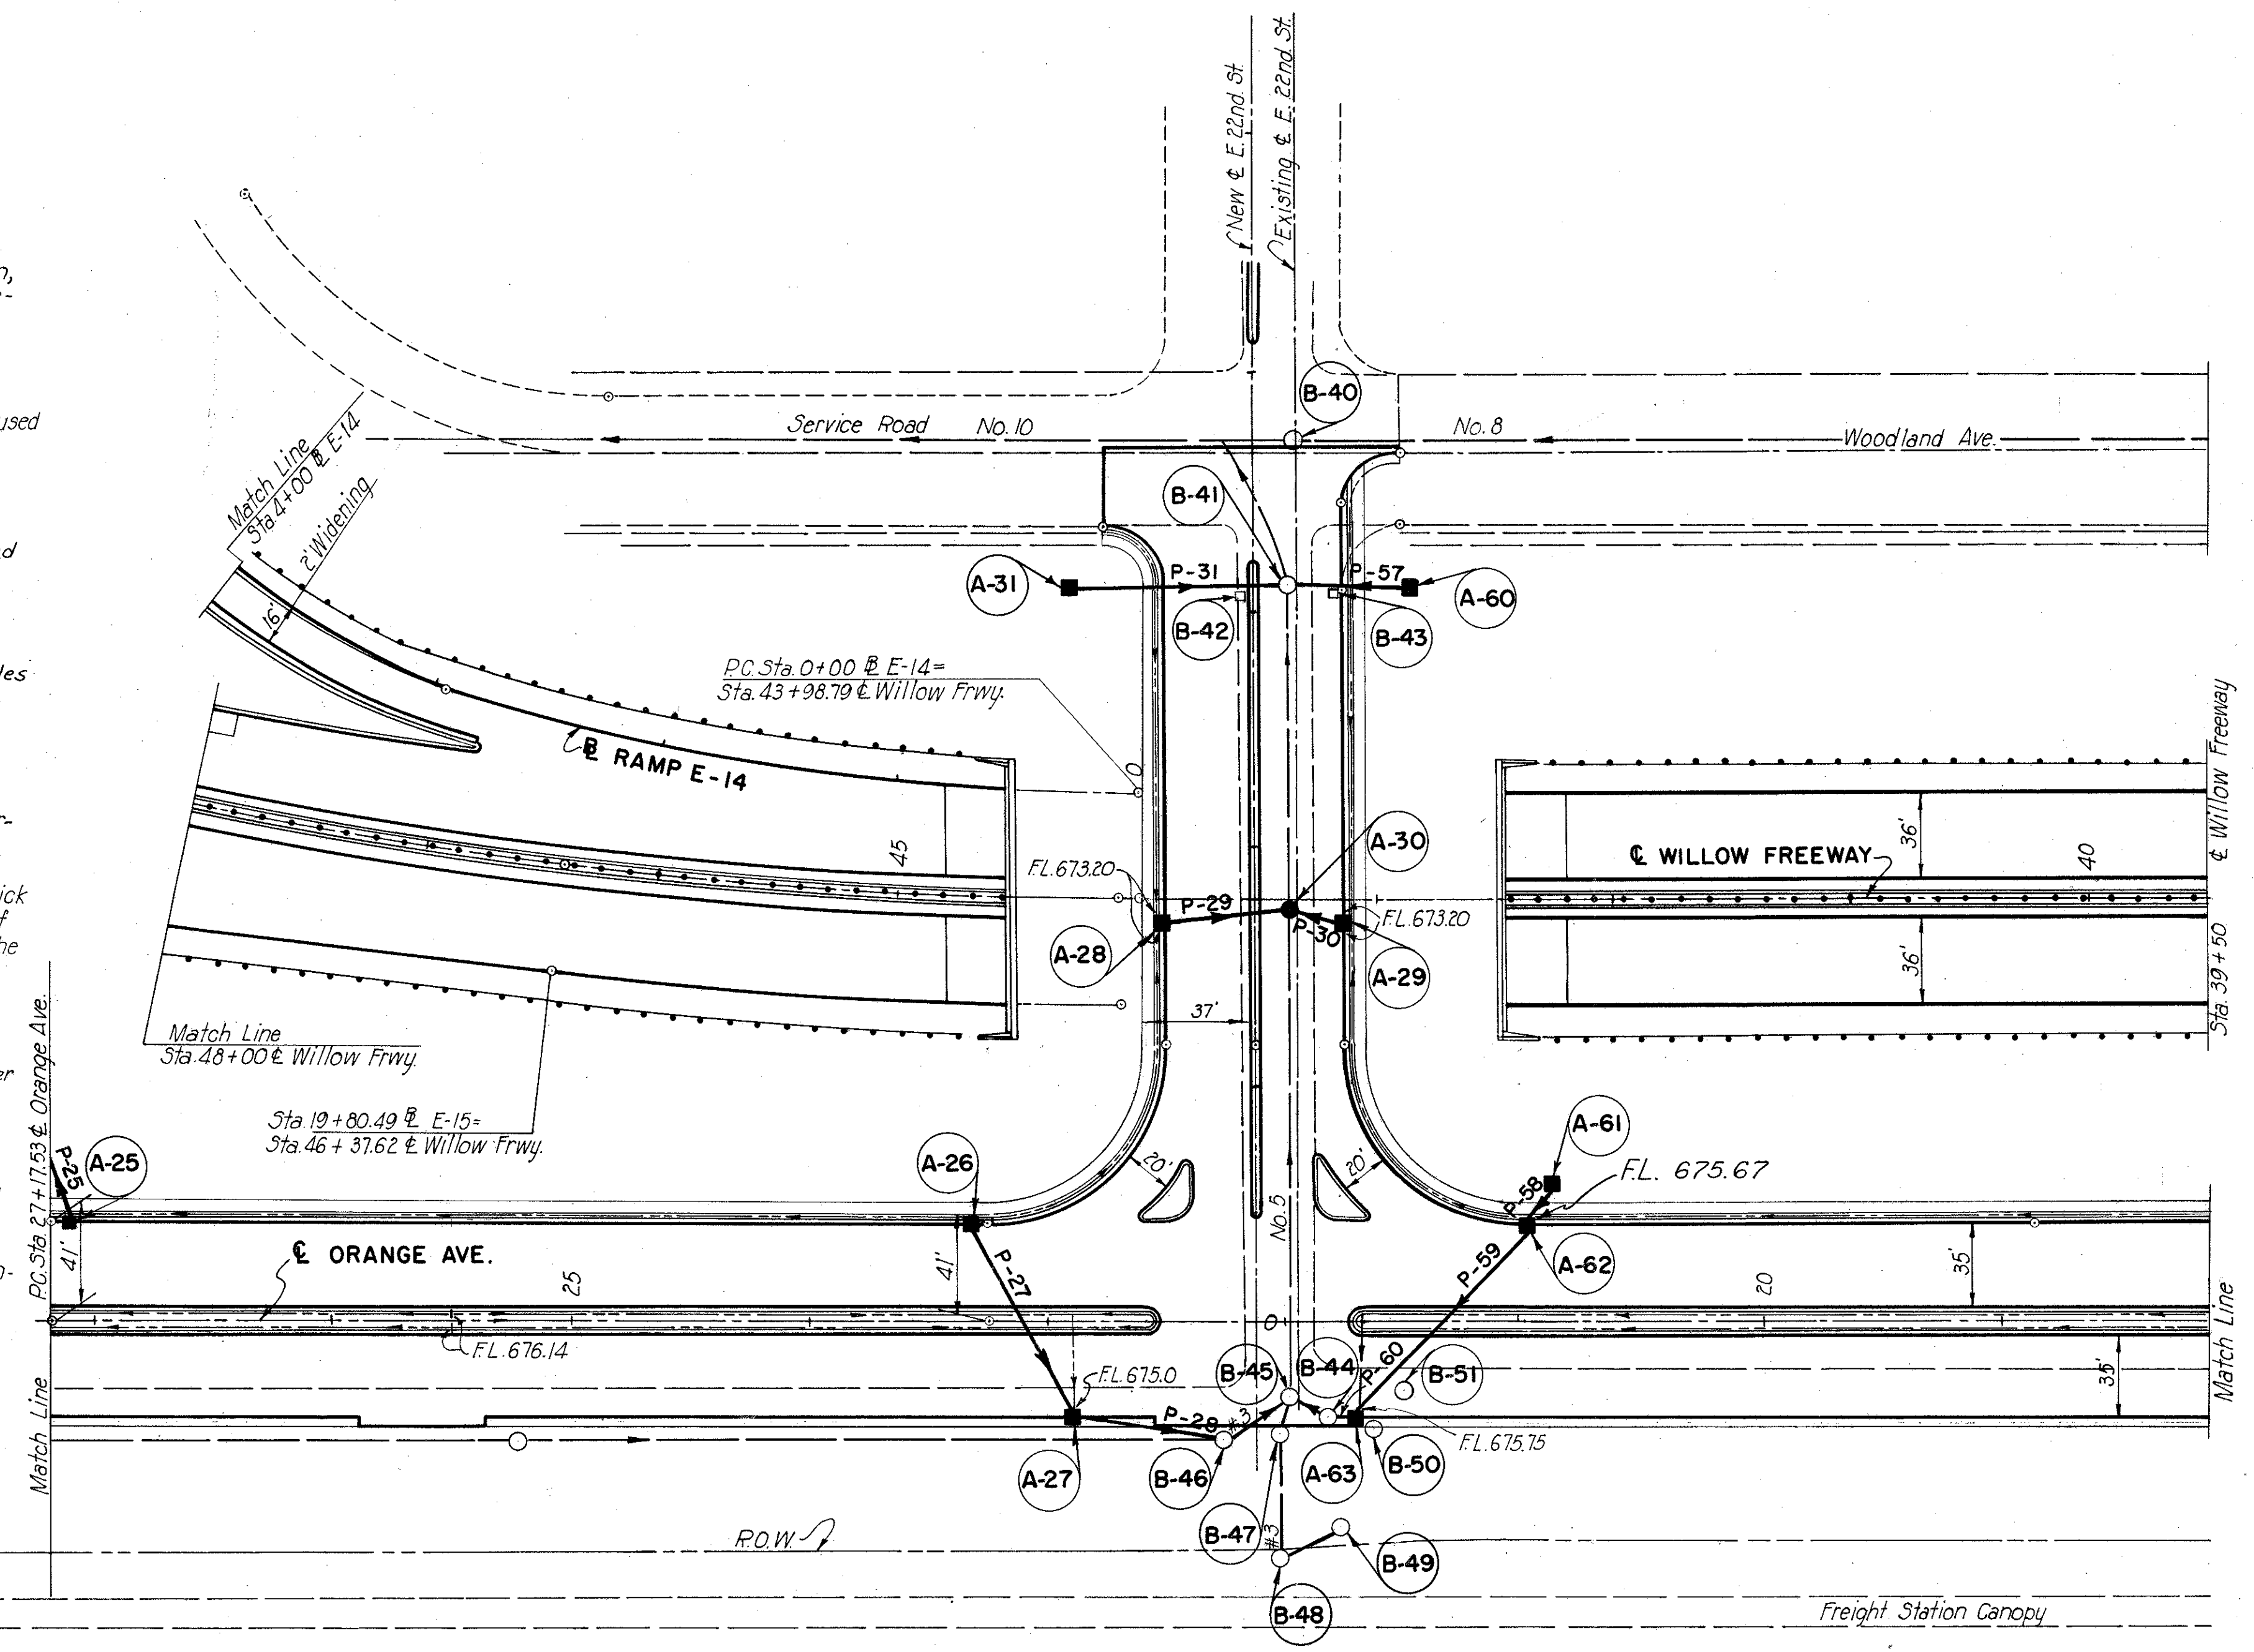 New ℄ E. 22nd. St.
Existing ℄ E. 22nd. St.
used
B-40
Service Road No. 10
No. 8
Woodland Ave.
Match Line
Sta. 4+00 ℄ E-14
2' Widening
16'
B-41
A-31
P-31
P-57
A-60
B-42
B-43
P.C. Sta. 0+00 ℄ E-14=
Sta. 43+98.79 ℄ Willow Frwy.
0
℄ RAMP E-14
45
A-30
F.L. 673.20
P-29
P-30
F.L. 673.20
A-28
A-29
℄ WILLOW FREEWAY
36'
36'
40
Sta. 39+50 ℄ Willow Freeway
37'
Match Line
Sta. 48+00 ℄ Willow Frwy.
Sta. 19+80.49 ℄ E-15=
Sta. 46+37.62 ℄ Willow Frwy.
P.C. Sta. 27+17.53 ℄ Orange Ave.
P-25
A-25
A-26
20'
20'
A-61
F.L. 675.67
P-58
A-62
41'
℄ ORANGE AVE.
25
41'
P-27
No. 5
P-59
20
35'
F.L. 676.14
0
F.L. 675.0
B-45
B-44
P-60
B-51
35'
Match Line
Match Line
P-28
#3
F.L. 675.75
A-27
B-46
A-63
B-50
B-47
#3
B-49
B-48
R.O.W.
Freight Station Canopy